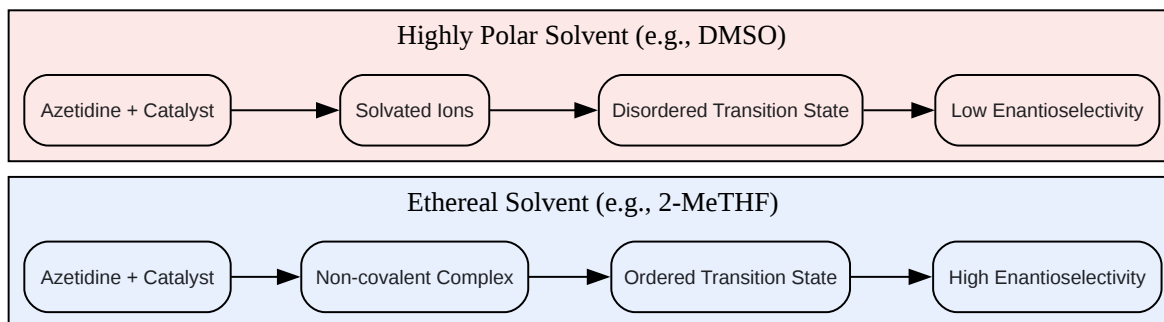 Highly Polar Solvent (e.g., DMSO)
Azetidine + Catalyst
Solvated Ions
Disordered Transition State
Low Enantioselectivity
Ethereal Solvent (e.g., 2-MeTHF)
Azetidine + Catalyst
Non-covalent Complex
Ordered Transition State
High Enantioselectivity